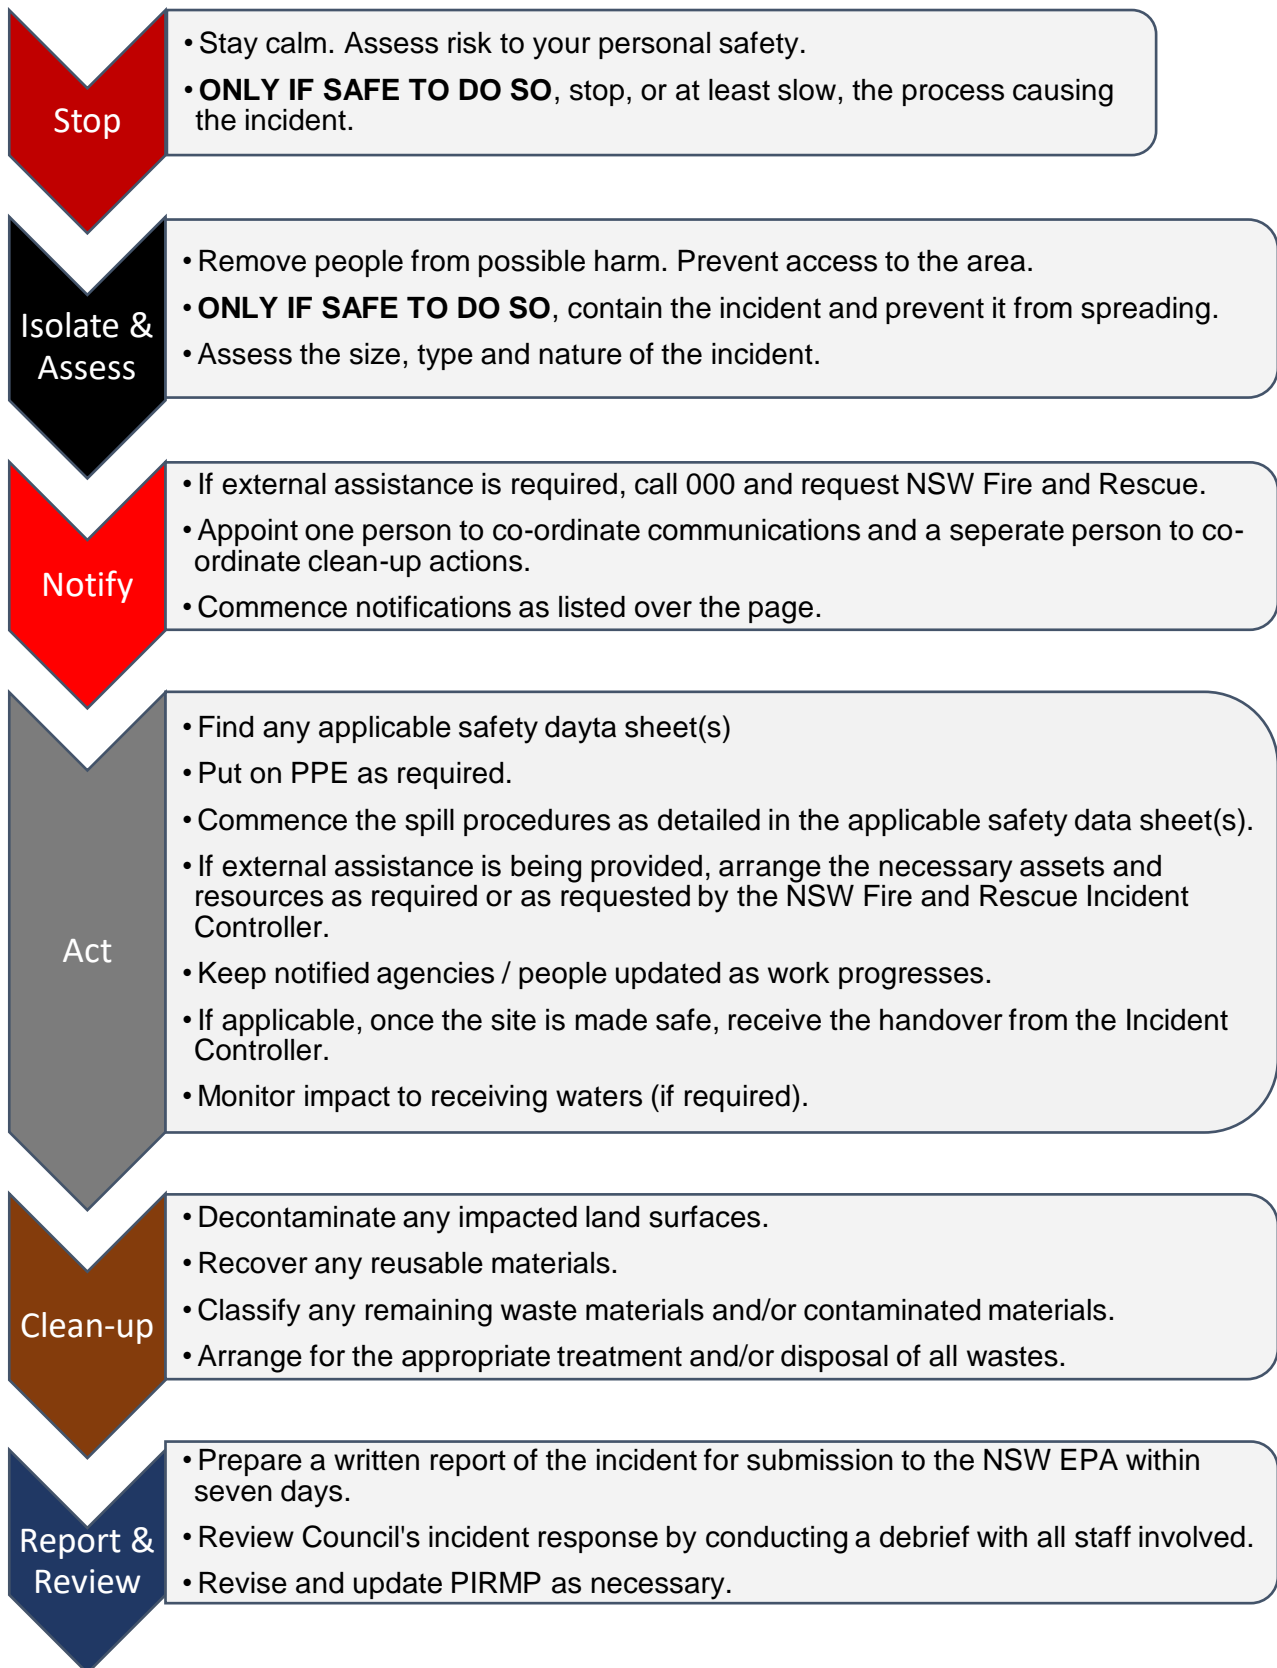 Stop
• Stay calm. Assess risk to your personal safety.
• ONLY IF SAFE TO DO SO, stop, or at least slow, the process causing
the incident.
Isolate &
Assess
• Remove people from possible harm. Prevent access to the area.
• ONLY IF SAFE TO DO SO, contain the incident and prevent it from spreading.
• Assess the size, type and nature of the incident.
Notify
• If external assistance is required, call 000 and request NSW Fire and Rescue.
• Appoint one person to co-ordinate communications and a seperate person to co-
ordinate clean-up actions.
• Commence notifications as listed over the page.
Act
• Find any applicable safety dayta sheet(s)
• Put on PPE as required.
• Commence the spill procedures as detailed in the applicable safety data sheet(s).
• If external assistance is being provided, arrange the necessary assets and
resources as required or as requested by the NSW Fire and Rescue Incident
Controller.
• Keep notified agencies / people updated as work progresses.
• If applicable, once the site is made safe, receive the handover from the Incident
Controller.
• Monitor impact to receiving waters (if required).
Clean-up
• Decontaminate any impacted land surfaces.
• Recover any reusable materials.
• Classify any remaining waste materials and/or contaminated materials.
• Arrange for the appropriate treatment and/or disposal of all wastes.
Report &
Review
• Prepare a written report of the incident for submission to the NSW EPA within
seven days.
• Review Council's incident response by conducting a debrief with all staff involved.
• Revise and update PIRMP as necessary.